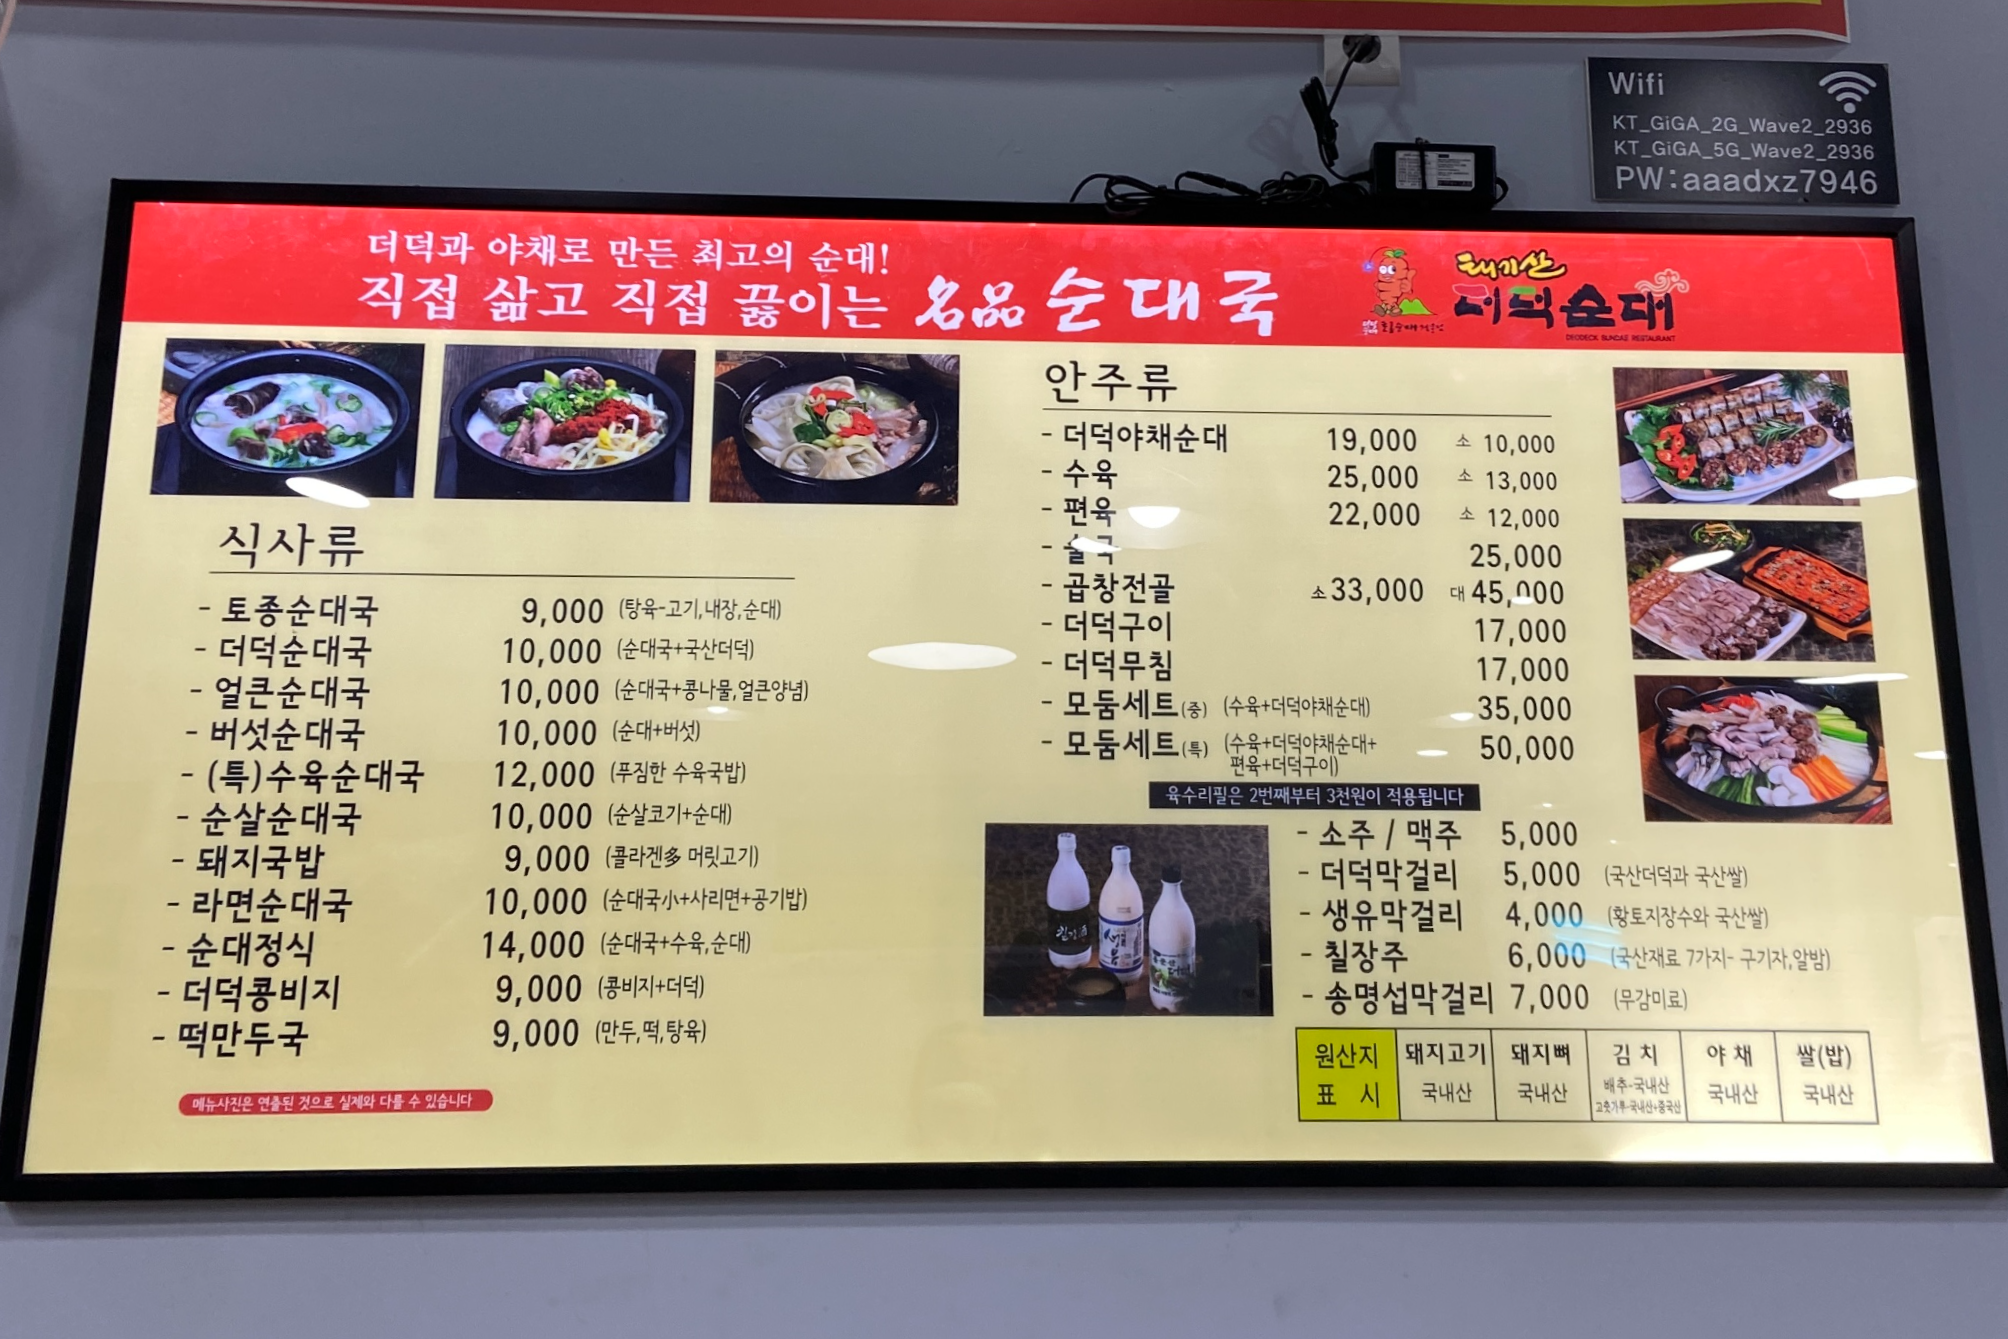 Wifi
KT_GiGA_2G_Wave2_2936
KT_GiGA_5G_Wave2_2936
PW:aaadxz7946
더덕과 야채로 만든 최고의 순대!
직접 삶고 직접 끓이는 名品 순대국
태기산
더덕순대
DEODECK SUNDAE RESTAURANT
식사류
- 토종순대국 9,000 (탕육-고기,내장,순대)
- 더덕순대국 10,000 (순대국+국산더덕)
- 얼큰순대국 10,000 (순대국+콩나물,얼큰양념)
- 버섯순대국 10,000 (순대+버섯)
- (특)수육순대국 12,000 (푸짐한 수육국밥)
- 순살순대국 10,000 (순살코기+순대)
- 돼지국밥 9,000 (콜라겐多 머릿고기)
- 라면순대국 10,000 (순대국小+사리면+공기밥)
- 순대정식 14,000 (순대국+수육,순대)
- 더덕콩비지 9,000 (콩비지+더덕)
- 떡만두국 9,000 (만두,떡,탕육)
메뉴사진은 연출된 것으로 실제와 다를 수 있습니다
안주류
- 더덕야채순대 19,000 소 10,000
- 수육 25,000 소 13,000
- 편육 22,000 소 12,000
- 술국 25,000
- 곱창전골 소 33,000 대 45,000
- 더덕구이 17,000
- 더덕무침 17,000
- 모둠세트(중) (수육+더덕야채순대) 35,000
- 모둠세트(특) (수육+더덕야채순대+ 50,000
편육+더덕구이)
육수리필은 2번째부터 3천원이 적용됩니다
- 소주 / 맥주 5,000
- 더덕막걸리 5,000 (국산더덕과 국산쌀)
- 생유막걸리 4,000 (황토지장수와 국산쌀)
- 칠장주 6,000 (국산재료 7가지- 구기자,알밤)
- 송명섭막걸리 7,000 (무감미료)
원산지 돼지고기 돼지뼈 김 치 야 채 쌀(밥)
표 시 국내산 국내산 배추-국내산 국내산 국내산
고춧가루-국내산+중국산